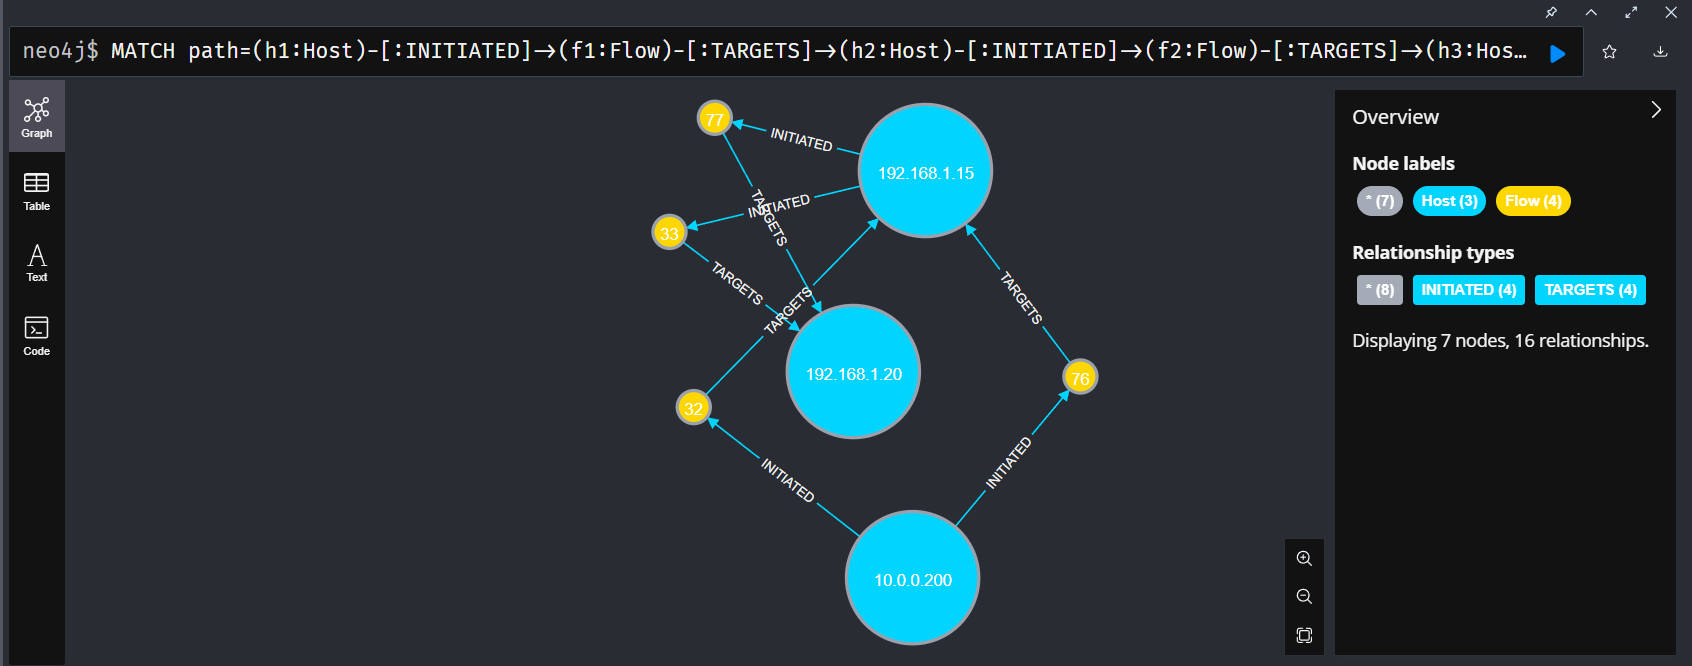 neo4j$ MATCH path=(h1:Host)-[:INITIATED]→(f1:Flow)-[:TARGETS]→(h2:Host)-[:INITIATED]→(f2:Flow)-[:TARGETS]→(h3:Hos…
Graph
Table
Text
Code
77
INITIATED
192.168.1.15
INITIATED
TARGETS
33
TARGETS
TARGETS
TARGETS
192.168.1.20
76
32
INITIATED
INITIATED
10.0.0.200
Overview
Node labels
* (7) Host (3) Flow (4)
Relationship types
* (8) INITIATED (4) TARGETS (4)
Displaying 7 nodes, 16 relationships.